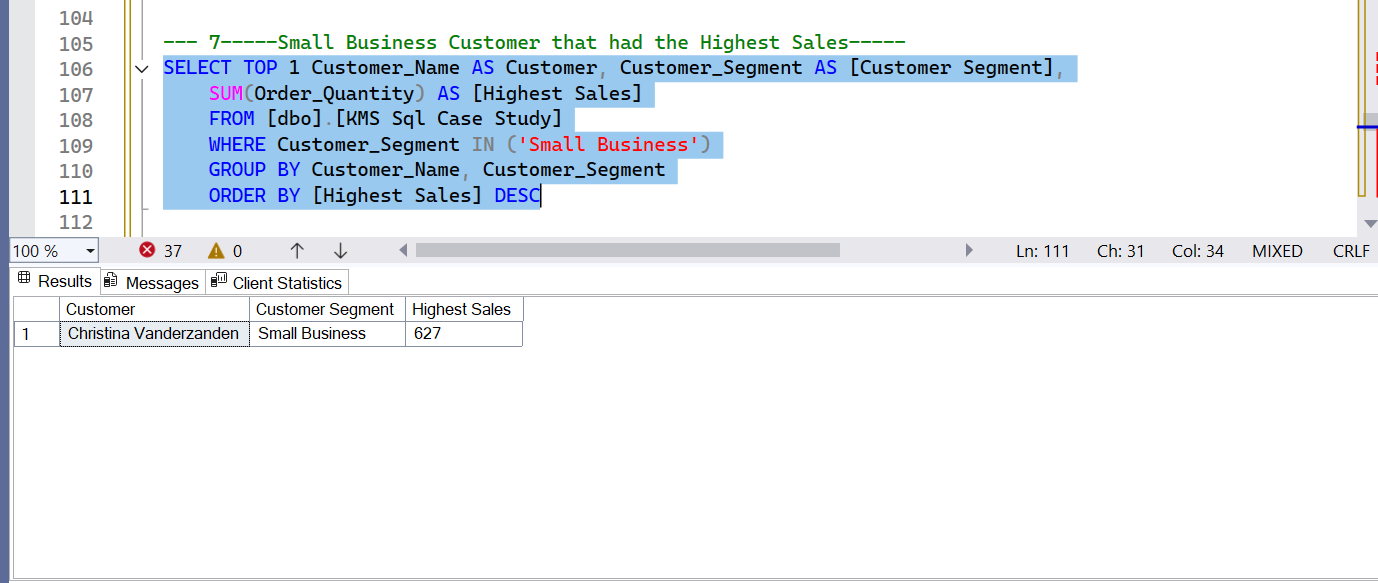 104
105 --- 7-----Small Business Customer that had the Highest Sales-----
106 SELECT TOP 1 Customer_Name AS Customer, Customer_Segment AS [Customer Segment],
107 SUM(Order_Quantity) AS [Highest Sales]
108 FROM [dbo].[KMS Sql Case Study]
109 WHERE Customer_Segment IN ('Small Business')
110 GROUP BY Customer_Name, Customer_Segment
111 ORDER BY [Highest Sales] DESC
112
100 % 37 0 Ln: 111 Ch: 31 Col: 34 MIXED CRLF
Results Messages Client Statistics
Customer Customer Segment Highest Sales
1 Christina Vanderzanden Small Business 627